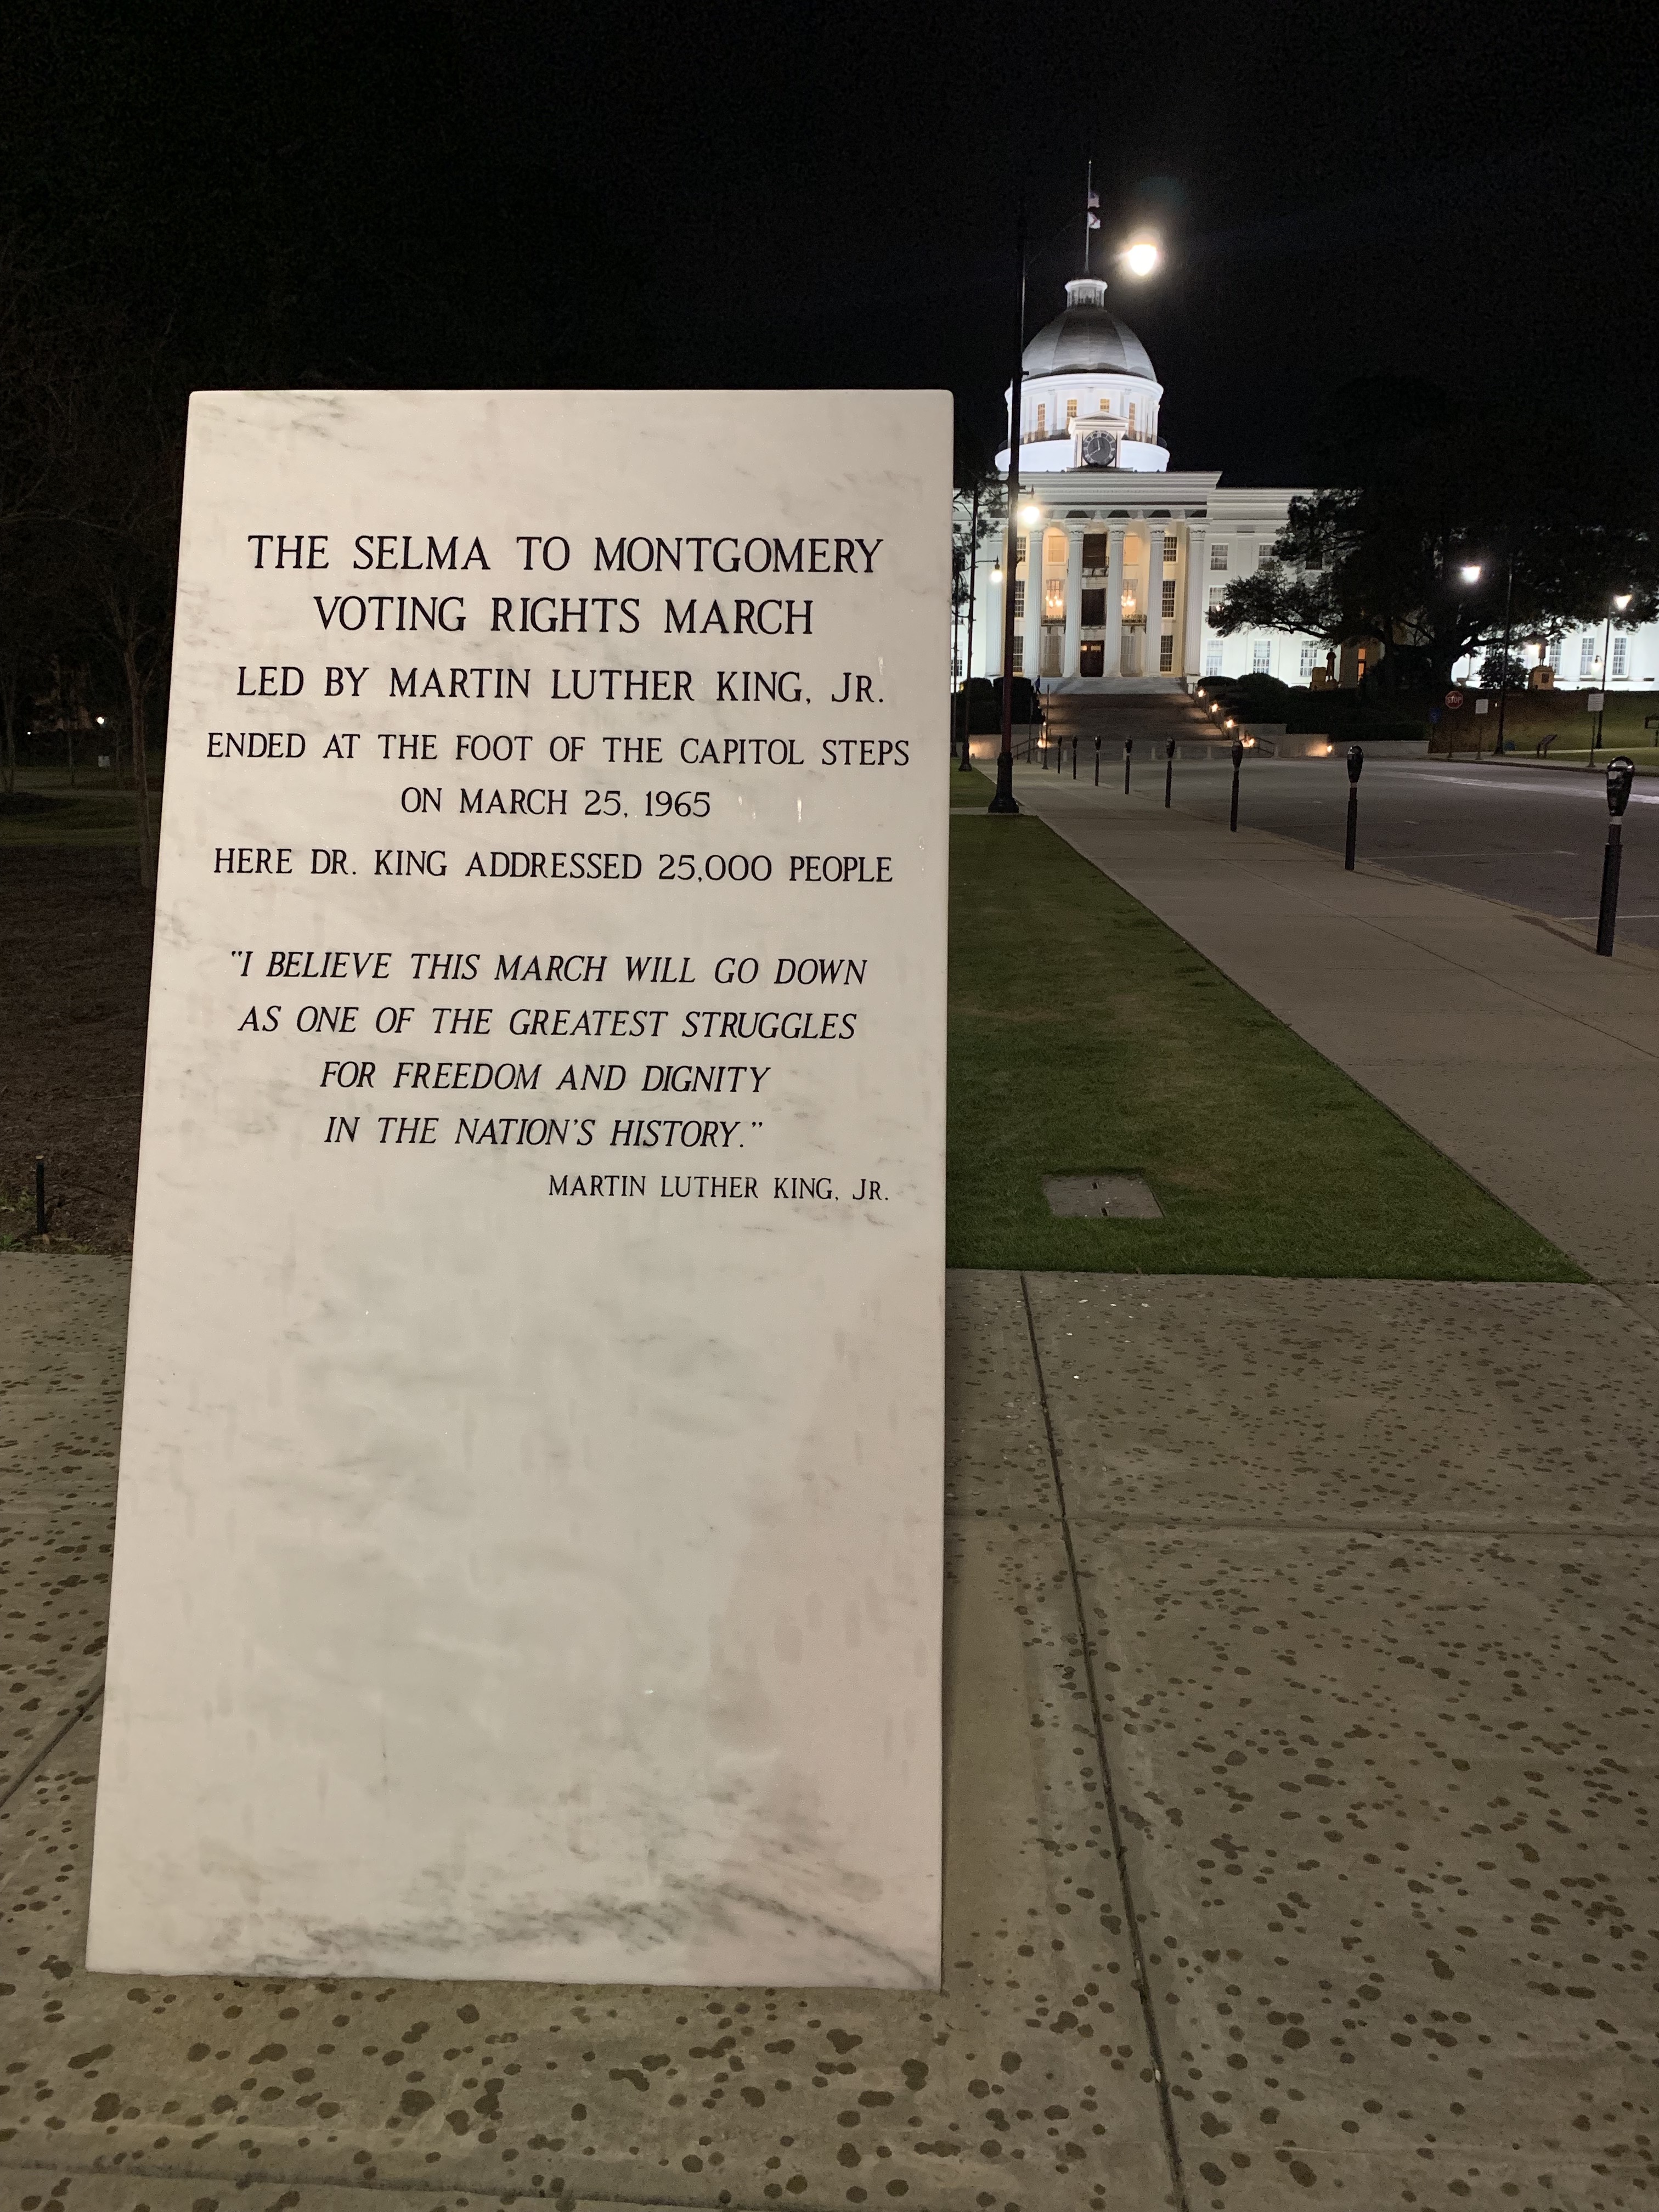 THE SELMA TO MONTGOMERY
VOTING RIGHTS MARCH
LED BY MARTIN LUTHER KING, JR.
ENDED AT THE FOOT OF THE CAPITOL STEPS
ON MARCH 25, 1965
HERE DR. KING ADDRESSED 25,000 PEOPLE
"I BELIEVE THIS MARCH WILL GO DOWN
AS ONE OF THE GREATEST STRUGGLES
FOR FREEDOM AND DIGNITY
IN THE NATION'S HISTORY."
MARTIN LUTHER KING, JR.
STOP